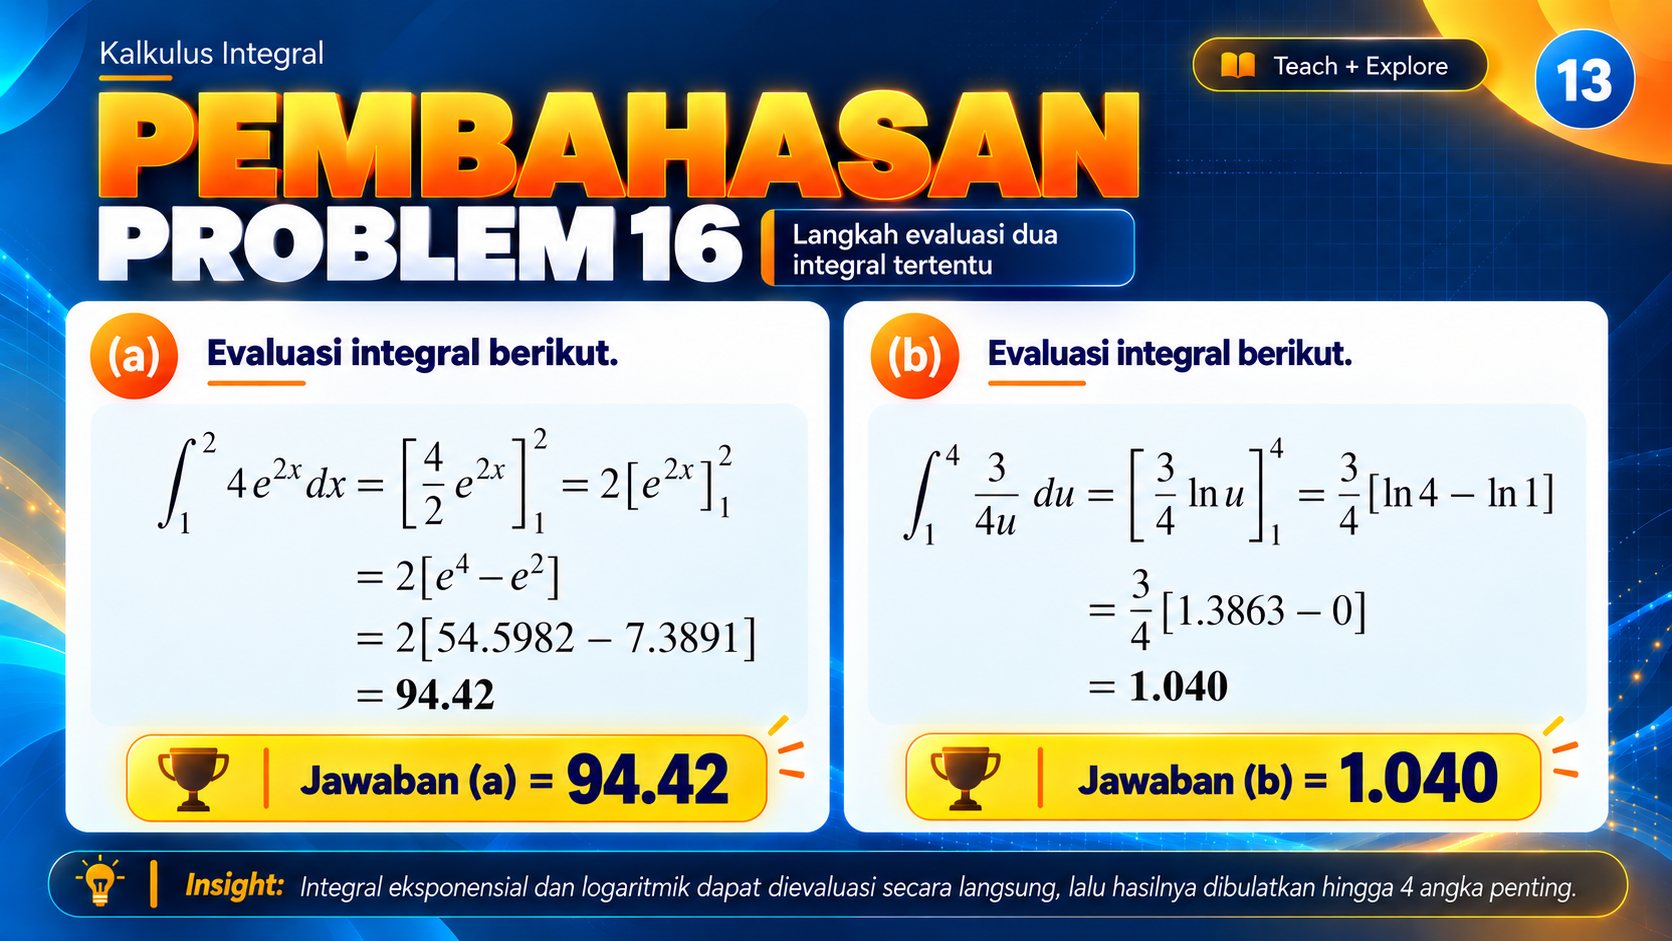 Kalkulus Integral
Teach + Explore
13
PEMBAHASAN
PROBLEM 16
Langkah evaluasi dua
integral tertentu
(a) Evaluasi integral berikut.
∫₁² 4e^{2x} dx = [4/2 e^{2x}]₁² = 2[e^{2x}]₁²
= 2[e⁴ – e²]
= 2[54.5982 – 7.3891]
= 94.42
Jawaban (a) = 94.42
(b) Evaluasi integral berikut.
∫₁⁴ 3/4u du = [3/4 ln u]₁⁴ = 3/4 [ln 4 – ln 1]
= 3/4 [1.3863 – 0]
= 1.040
Jawaban (b) = 1.040
Insight: Integral eksponensial dan logaritmik dapat dievaluasi secara langsung, lalu hasilnya dibulatkan hingga 4 angka penting.